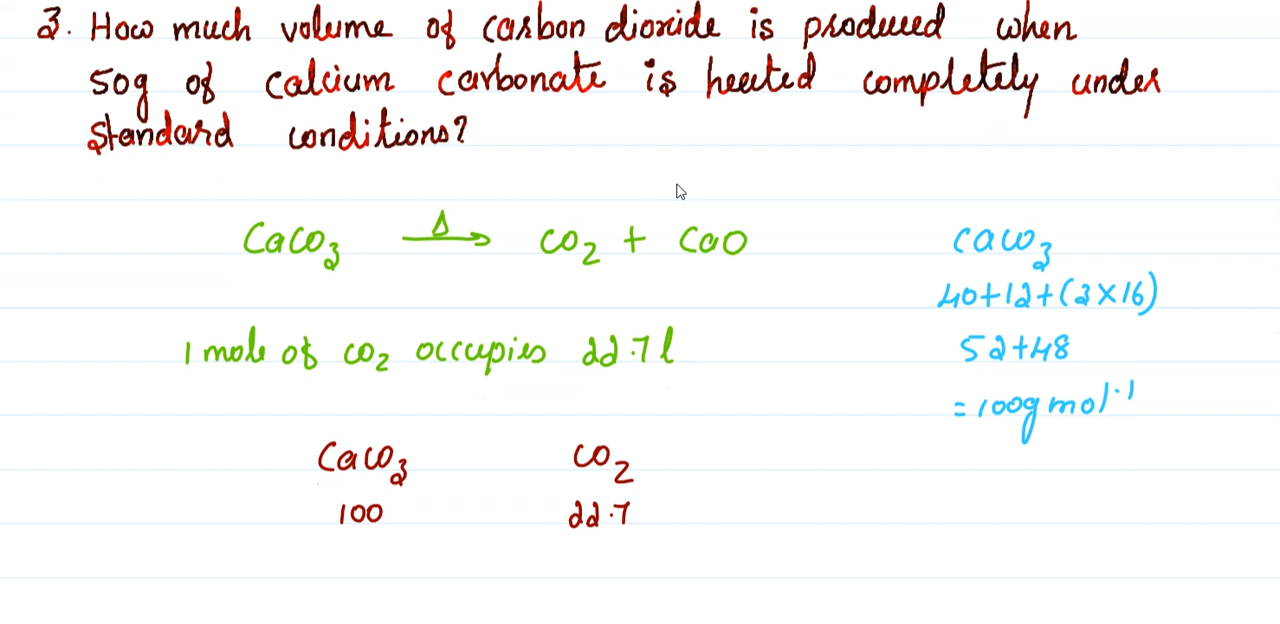 3. How much volume of carbon dioxide is produced when
50g of calcium carbonate is heated completely under
standard conditions?
CaCO3 Δ→ CO2 + CaO
1 mole of CO2 occupies 22.7 l
CaCO3 CO2
100 22.7
CaCO3
40+12+(3×16)
52+48
=100g mol-1